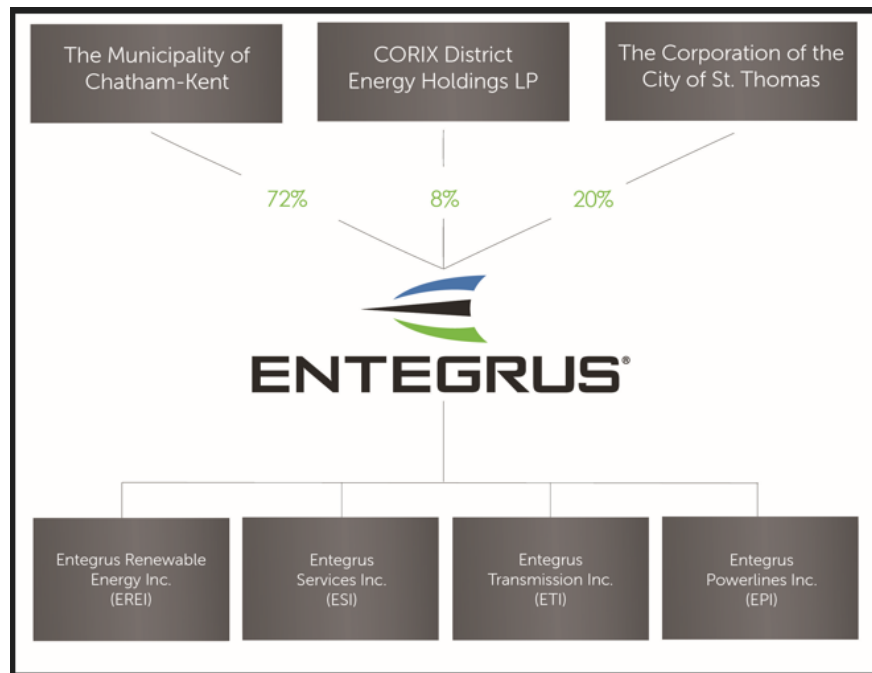 The Municipality of
Chatham-Kent
CORIX District
Energy Holdings LP
The Corporation of the
City of St. Thomas
72%
8%
20%
ENTEGRUS®
Entegrus Renewable
Energy Inc.
(EREI)
Entegrus
Services Inc.
(ESI)
Entegrus
Transmission Inc.
(ETI)
Entegrus
Powerlines Inc.
(EPI)